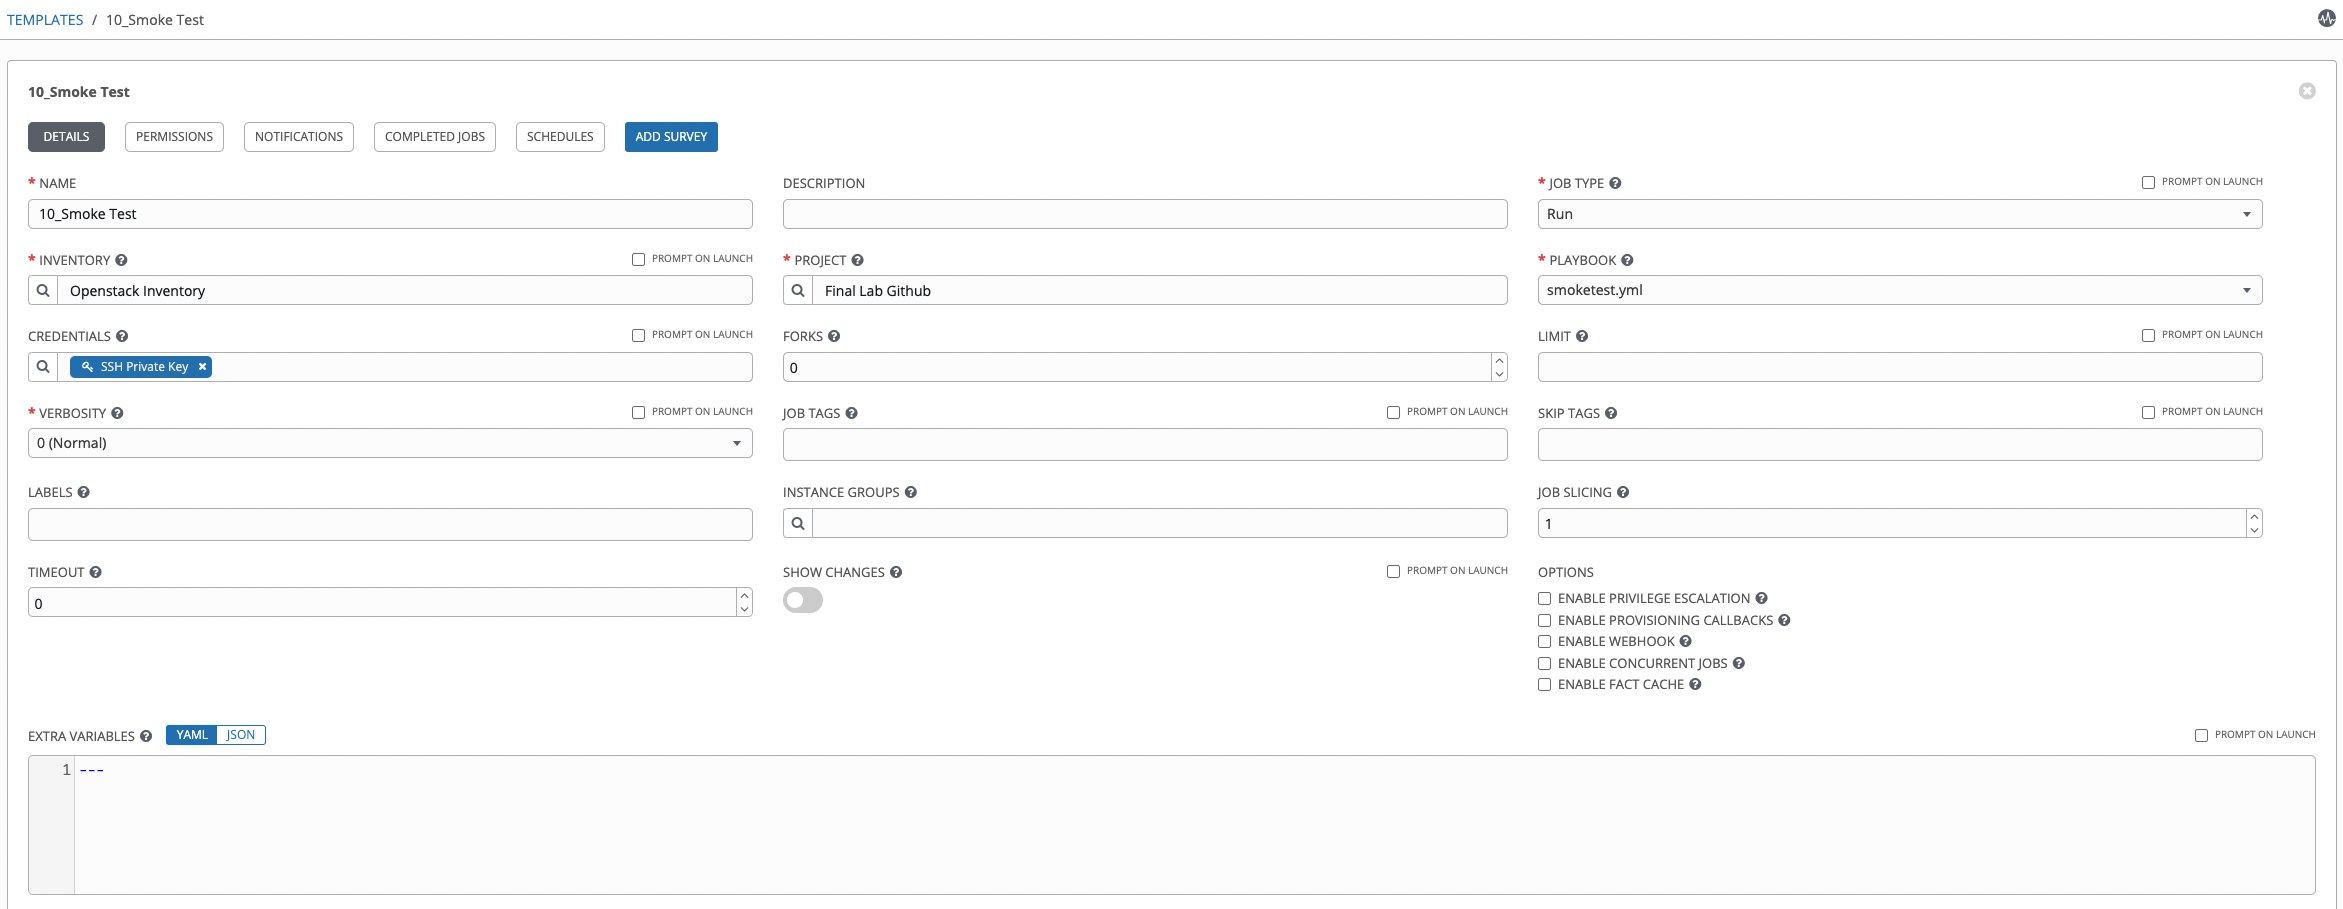 TEMPLATES / 10_Smoke Test
10_Smoke Test
DETAILS PERMISSIONS NOTIFICATIONS COMPLETED JOBS SCHEDULES ADD SURVEY
* NAME
10_Smoke Test
DESCRIPTION
* JOB TYPE PROMPT ON LAUNCH
Run
* INVENTORY PROMPT ON LAUNCH
Openstack Inventory
* PROJECT
Final Lab Github
* PLAYBOOK
smoketest.yml
CREDENTIALS PROMPT ON LAUNCH
SSH Private Key
FORKS
0
LIMIT PROMPT ON LAUNCH
* VERBOSITY PROMPT ON LAUNCH
0 (Normal)
JOB TAGS PROMPT ON LAUNCH
SKIP TAGS PROMPT ON LAUNCH
LABELS
INSTANCE GROUPS
JOB SLICING
1
TIMEOUT
0
SHOW CHANGES PROMPT ON LAUNCH
OPTIONS
ENABLE PRIVILEGE ESCALATION
ENABLE PROVISIONING CALLBACKS
ENABLE WEBHOOK
ENABLE CONCURRENT JOBS
ENABLE FACT CACHE
EXTRA VARIABLES YAML JSON PROMPT ON LAUNCH
1 ---